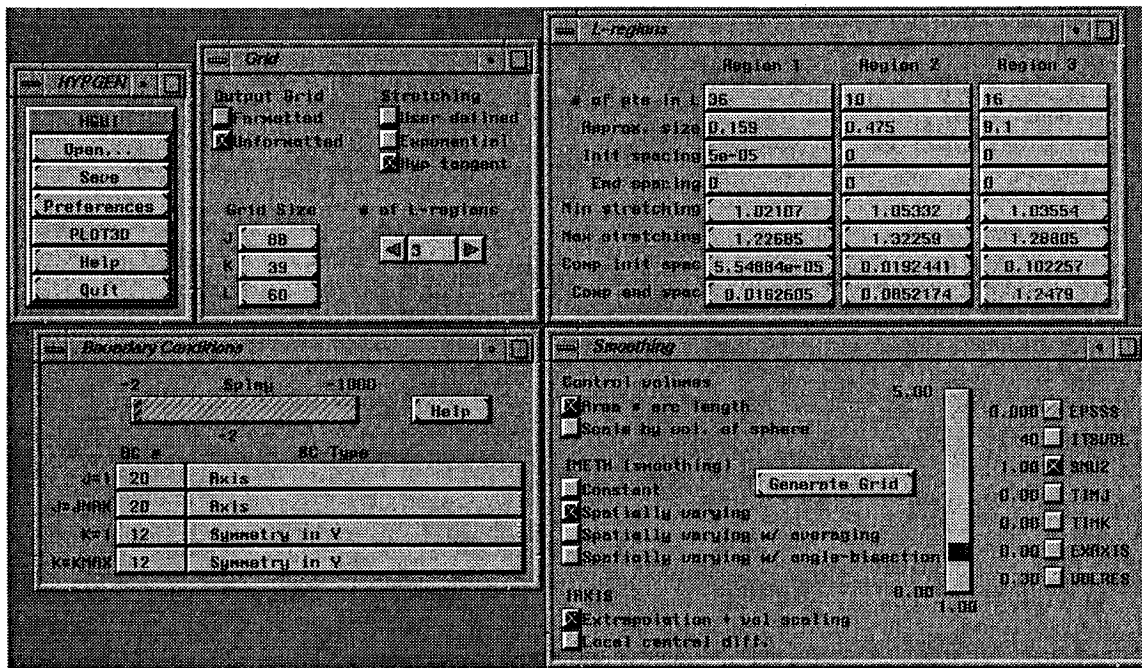 HYPGEN
HGUI
Open...
Save
Preferences
PLOT3D
Help
Quit
Grid
Output Grid
Formatted
Unformatted
Stretching
User defined
Exponential
Hyp tangent
Grid Size
J 88
K 39
L 60
# of L-regions
3
L-regions
Region 1 Region 2 Region 3
# of pts in L 36 10 16
Approx. size 0.159 0.475 9.1
Init spacing 5e-05 0 0
End spacing 0 0 0
Min stretching 1.02107 1.05332 1.03554
Max stretching 1.22685 1.32259 1.28605
Comp init spac 0.0192441 0.102257
Comp end spac 0.0162605 0.0852174 1.2479
Boundary Conditions
-2 Splay -1000
-2
Help
BC # BC Type
J=1 20 Axis
J=JMAX 20 Axis
K=1 12 Symmetry in Y
K=KMAX 12 Symmetry in Y
Smoothing
Control volumes
Area * arc length
Scale by vol. of sphere
IMETH (smoothing)
Constant
Spatially varying
Spatially varying w/ averaging
Spatially varying w/ angle-bisection
IAXIS
Extrapolation + vol scaling
Local central diff.
Generate Grid
5.00
0.00
1.00
0.000 EPSSS
40 ITSVOL
1.00 SMU2
0.00 TIMJ
0.00 TIMK
0.00 EXAXIS
0.30 VOLRES